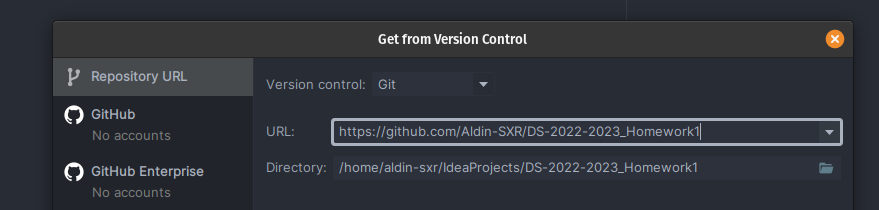 Get from Version Control
Repository URL
Version control: Git
GitHub
No accounts
URL: https://github.com/Aldin-SXR/DS-2022-2023_Homework1
Directory: /home/aldin-sxr/IdeaProjects/DS-2022-2023_Homework1
GitHub Enterprise
No accounts